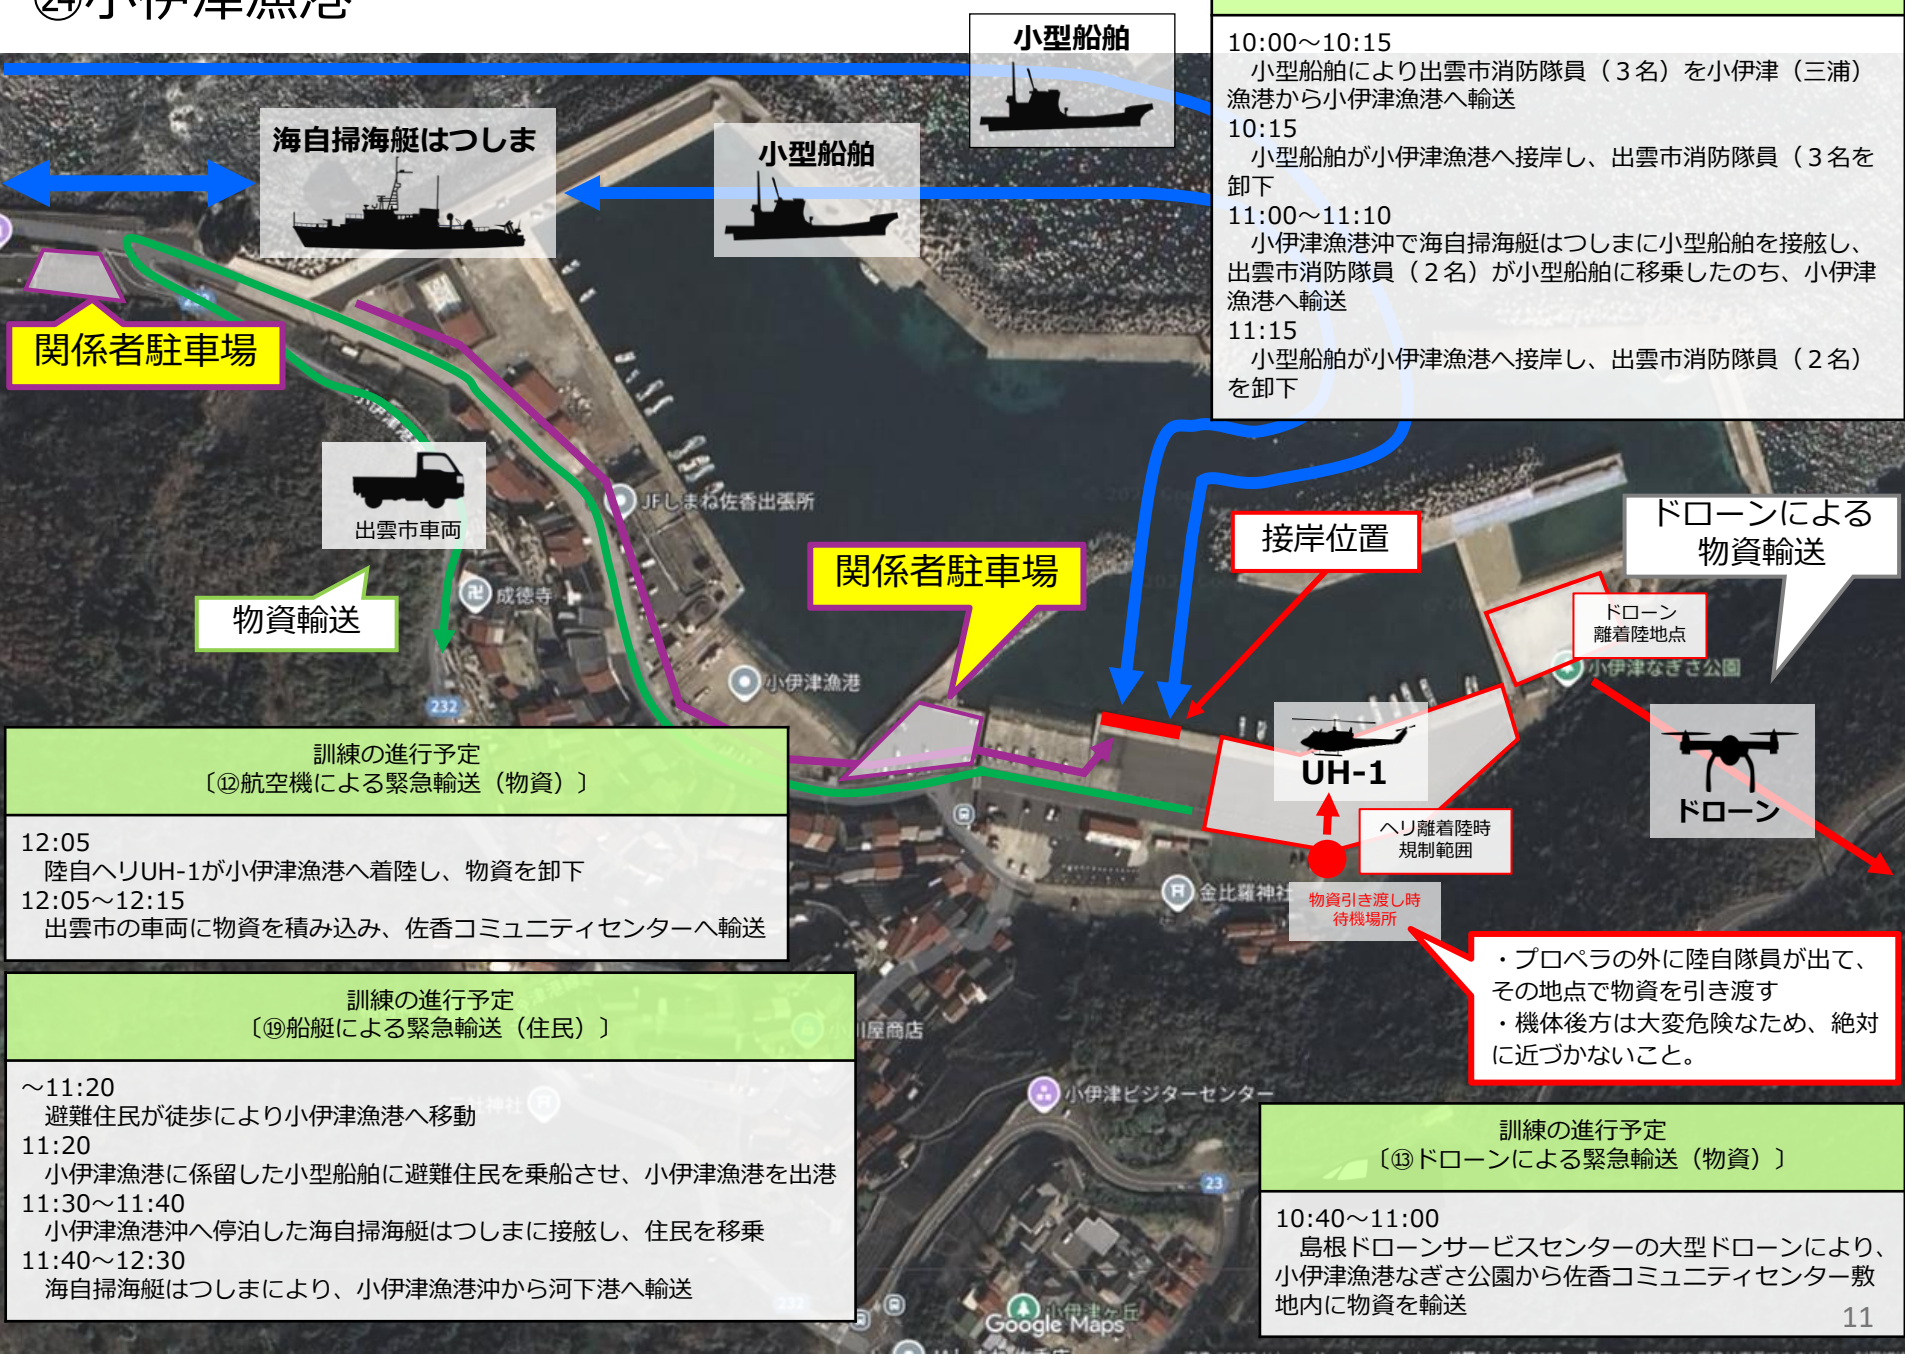 ㉔小伊津漁港
小型船舶
10:00～10:15
小型船舶により出雲市消防隊員（３名）を小伊津（三浦）
漁港から小伊津漁港へ輸送
10:15
小型船舶が小伊津漁港へ接岸し、出雲市消防隊員（３名を
卸下
11:00～11:10
小伊津漁港沖で海自掃海艇はつしまに小型船舶を接舷し、
出雲市消防隊員（２名）が小型船舶に移乗したのち、小伊津
漁港へ輸送
11:15
小型船舶が小伊津漁港へ接岸し、出雲市消防隊員（２名）
を卸下
海自掃海艇はつしま
小型船舶
関係者駐車場
出雲市車両
物資輸送
JFしまね佐香出張所
成徳寺
小伊津漁港
232
関係者駐車場
接岸位置
ドローンによる
物資輸送
ドローン
離着陸地点
小伊津なぎさ公園
UH-1
ドローン
ヘリ離着陸時
規制範囲
金比羅神社
物資引き渡し時
待機場所
・プロペラの外に陸自隊員が出て、
その地点で物資を引き渡す
・機体後方は大変危険なため、絶対
に近づかないこと。
訓練の進行予定
〔⑫航空機による緊急輸送（物資）〕
12:05
陸自ヘリUH-1が小伊津漁港へ着陸し、物資を卸下
12:05～12:15
出雲市の車両に物資を積み込み、佐香コミュニティセンターへ輸送
訓練の進行予定
〔⑲船艇による緊急輸送（住民）〕
～11:20
避難住民が徒歩により小伊津漁港へ移動
11:20
小伊津漁港に係留した小型船舶に避難住民を乗船させ、小伊津漁港を出港
11:30～11:40
小伊津漁港沖へ停泊した海自掃海艇はつしまに接舷し、住民を移乗
11:40～12:30
海自掃海艇はつしまにより、小伊津漁港沖から河下港へ輸送
屋商店
小伊津ビジターセンター
23
232
小伊津ヶ丘
Google Maps
訓練の進行予定
〔⑬ドローンによる緊急輸送（物資）〕
10:40～11:00
島根ドローンサービスセンターの大型ドローンにより、
小伊津漁港なぎさ公園から佐香コミュニティセンター敷
地内に物資を輸送
11